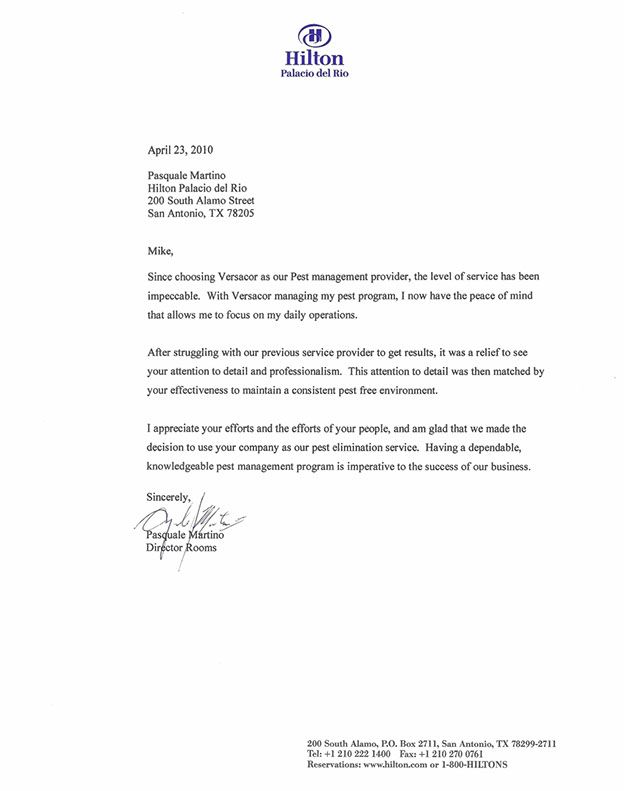 Hilton
Palacio del Rio
April 23, 2010
Pasquale Martino
Hilton Palacio del Rio
200 South Alamo Street
San Antonio, TX 78205
Mike,
Since choosing Versacor as our Pest management provider, the level of service has been
impeccable. With Versacor managing my pest program, I now have the peace of mind
that allows me to focus on my daily operations.
After struggling with our previous service provider to get results, it was a relief to see
your attention to detail and professionalism. This attention to detail was then matched by
your effectiveness to maintain a consistent pest free environment.
I appreciate your efforts and the efforts of your people, and am glad that we made the
decision to use your company as our pest elimination service. Having a dependable,
knowledgeable pest management program is imperative to the success of our business.
Sincerely,
Pasquale Martino
Director Rooms
200 South Alamo, P.O. Box 2711, San Antonio, TX 78299-2711
Tel: +1 210 222 1400 Fax: +1 210 270 0761
Reservations: www.hilton.com or 1-800-HILTONS